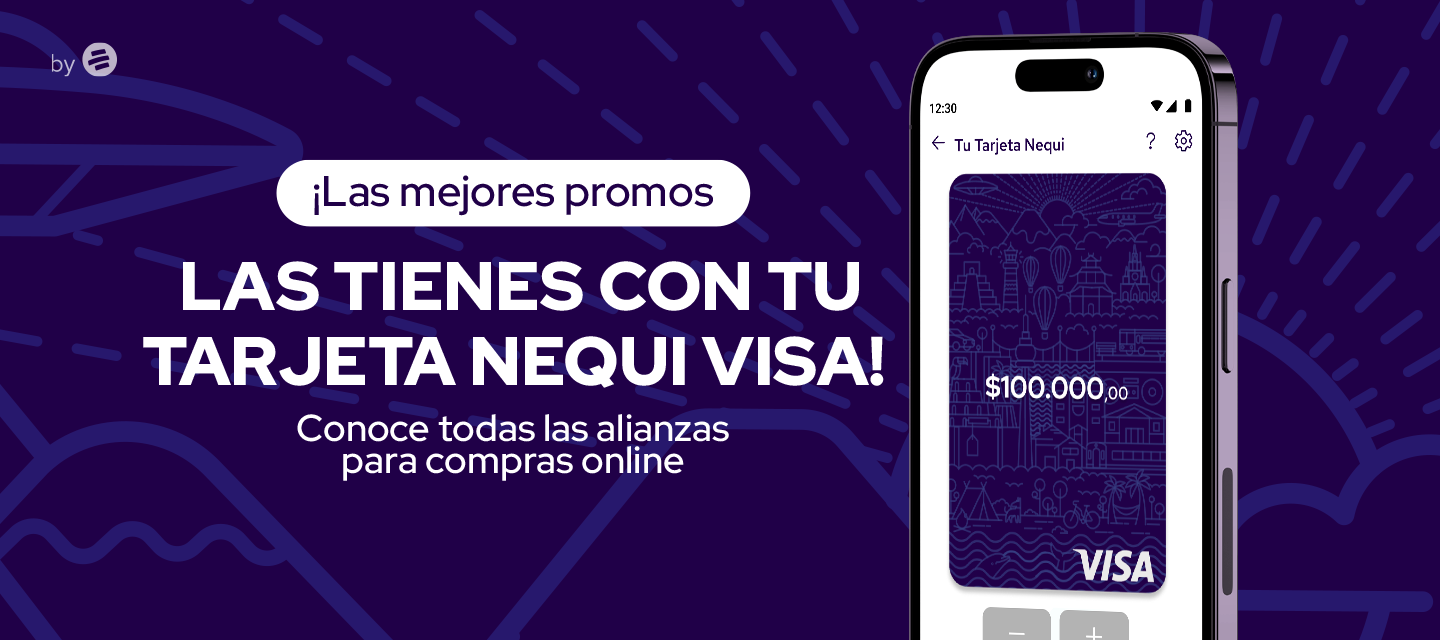 by
¡Las mejores promos
LAS TIENES CON TU
TARJETA NEQUI VISA!
Conoce todas las alianzas
para compras online
12:30
← Tu Tarjeta Nequi ?
$100.000,00
VISA
− +